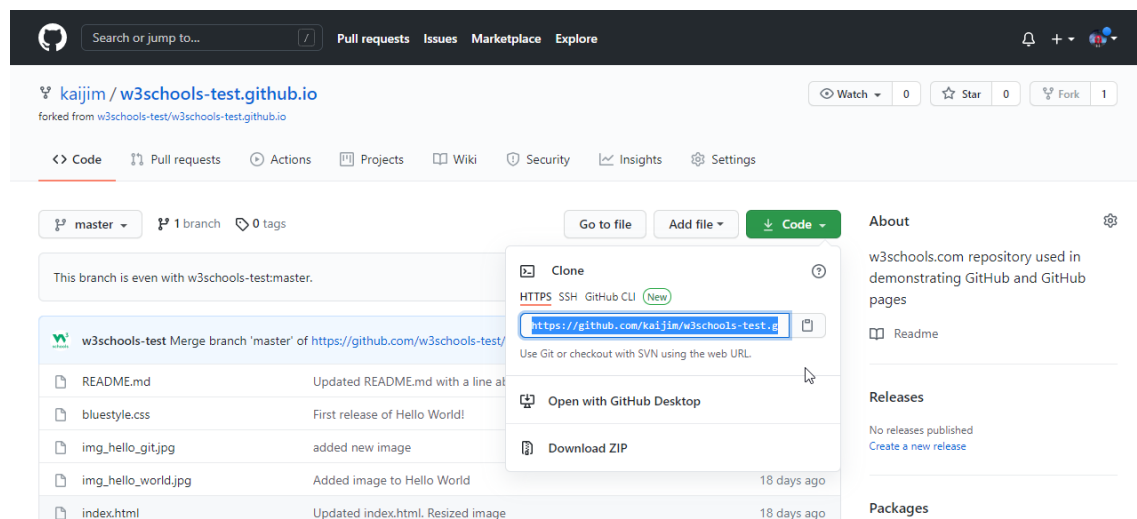 Search or jump to... / Pull requests Issues Marketplace Explore
kaijim / w3schools-test.github.io
Watch 0 Star 0 Fork 1
forked from w3schools-test/w3schools-test.github.io
<> Code Pull requests Actions Projects Wiki Security Insights Settings
master 1 branch 0 tags Go to file Add file Code
This branch is even with w3schools-test:master.
w3schools-test Merge branch 'master' of https://github.com/w3schools-test/
README.md Updated README.md with a line ab
bluestyle.css First release of Hello World!
img_hello_git.jpg added new image
img_hello_world.jpg Added image to Hello World 18 days ago
index.html Updated index.html. Resized image 18 days ago
Clone
HTTPS SSH GitHub CLI New
https://github.com/kaijim/w3schools-test.g
Use Git or checkout with SVN using the web URL.
Open with GitHub Desktop
Download ZIP
About
w3schools.com repository used in
demonstrating GitHub and GitHub
pages
Readme
Releases
No releases published
Create a new release
Packages